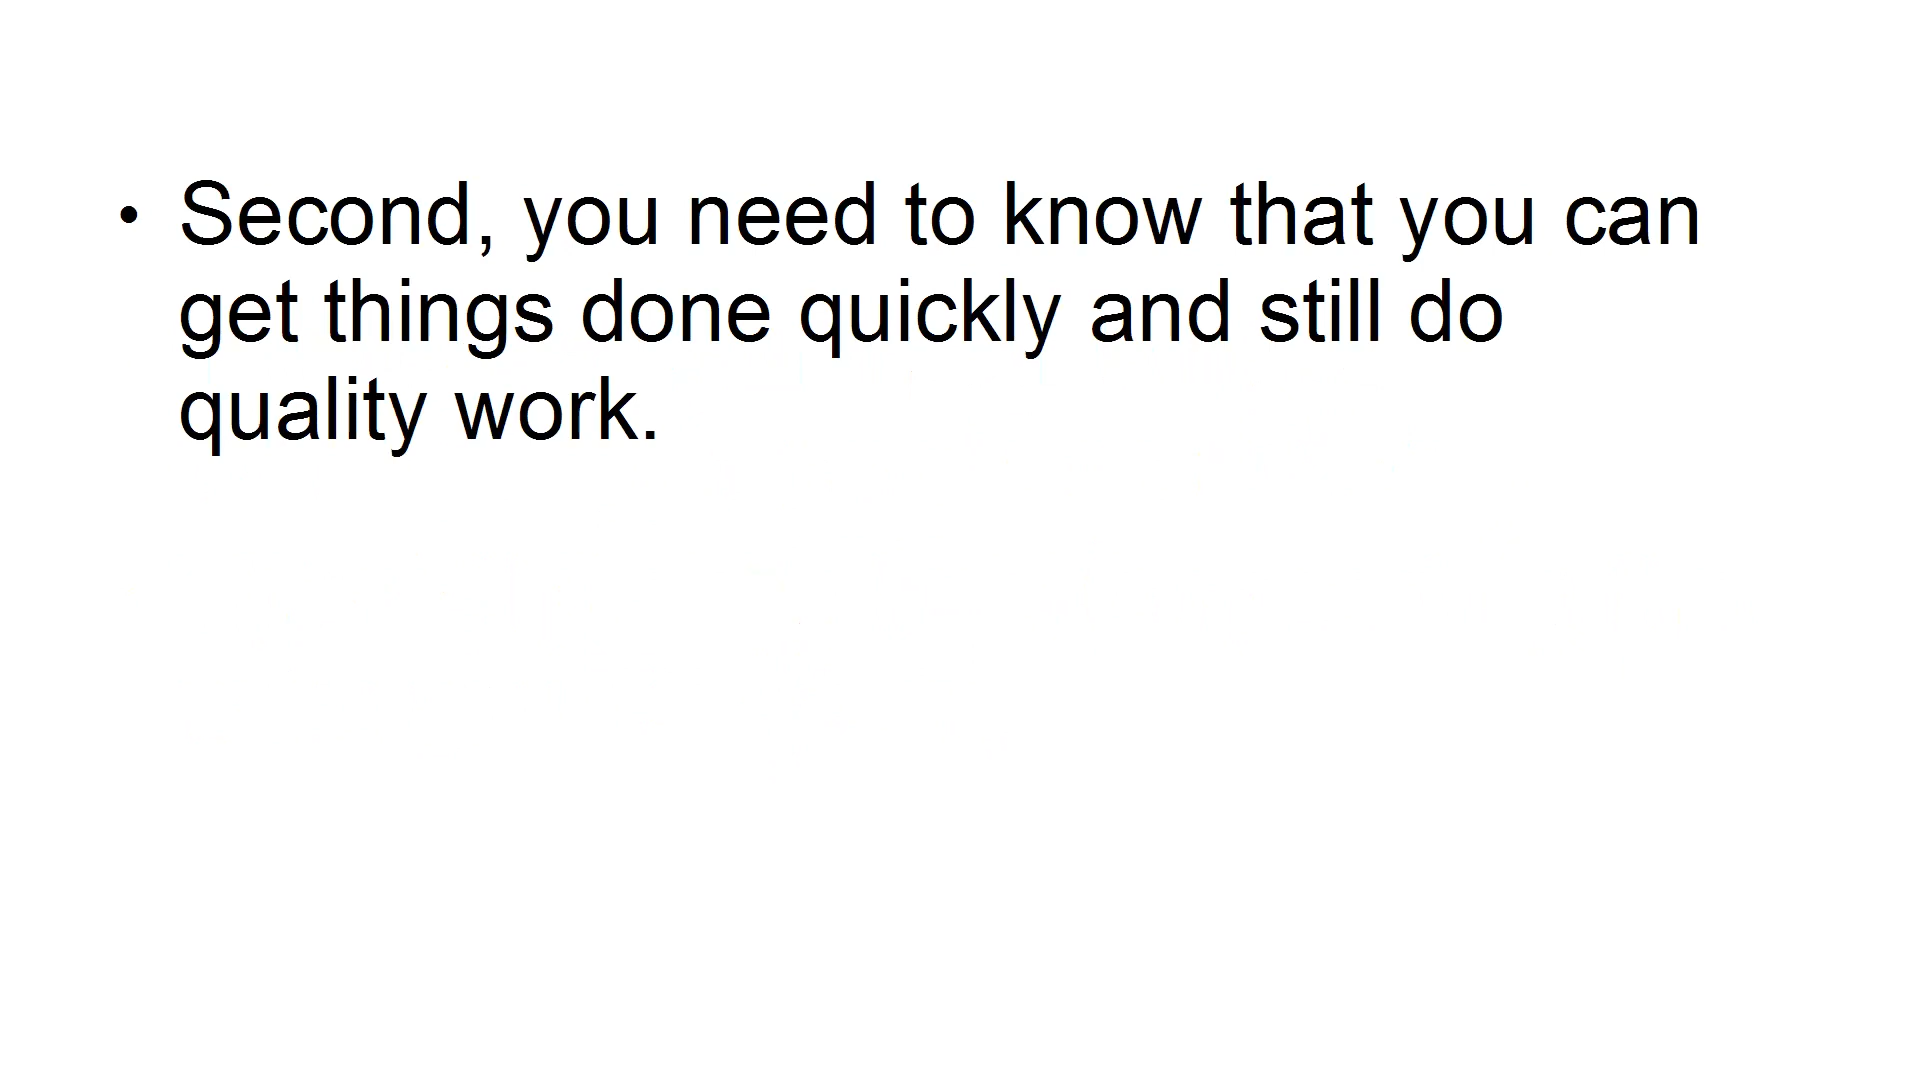 • Second, you need to know that you can
get things done quickly and still do
quality work.